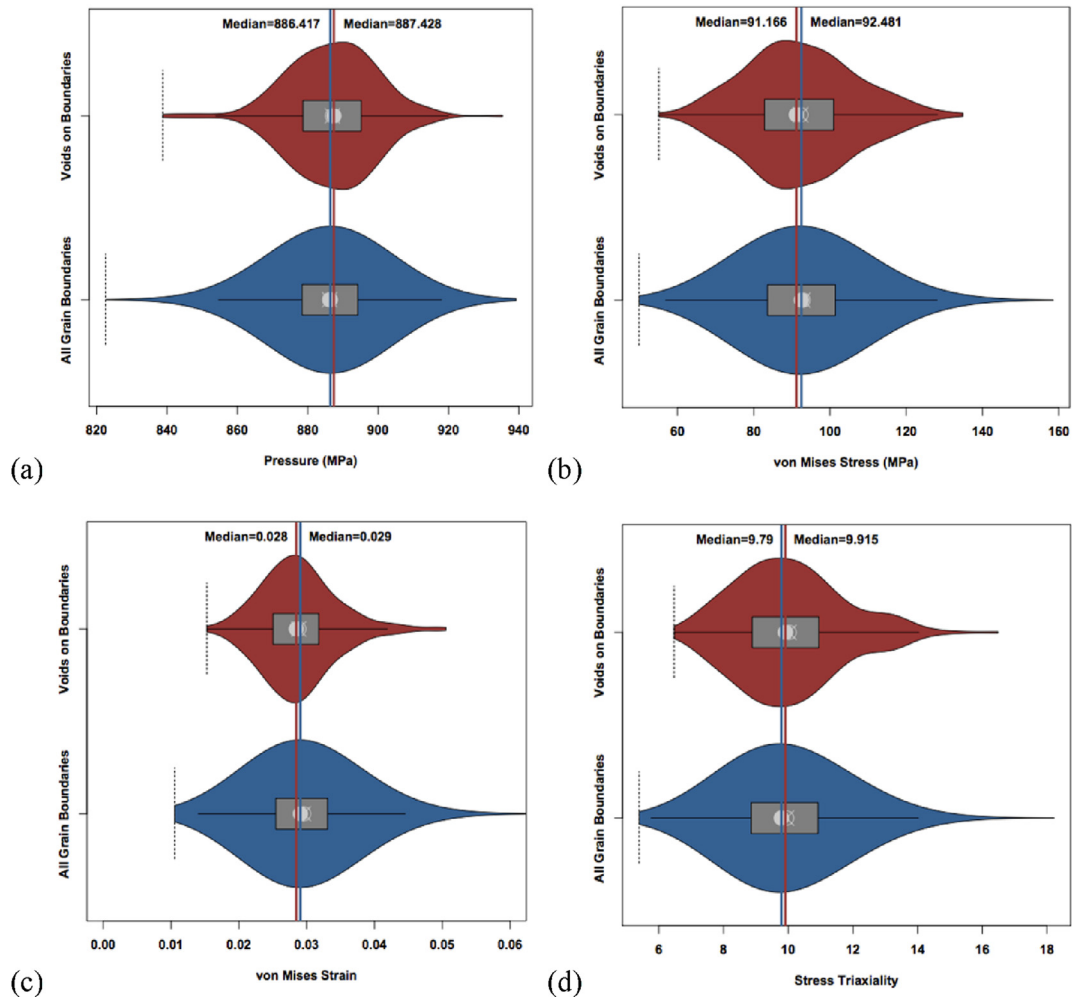 Median=886.417 Median=887.428
Voids on Boundaries
All Grain Boundaries
820 840 860 880 900 920 940
Pressure (MPa)
(a)
Median=91.166 Median=92.481
Voids on Boundaries
All Grain Boundaries
60 80 100 120 140 160
von Mises Stress (MPa)
(b)
Median=0.028 Median=0.029
Voids on Boundaries
All Grain Boundaries
0.00 0.01 0.02 0.03 0.04 0.05 0.06
von Mises Strain
(c)
Median=9.79 Median=9.915
Voids on Boundaries
All Grain Boundaries
6 8 10 12 14 16 18
Stress Triaxiality
(d)